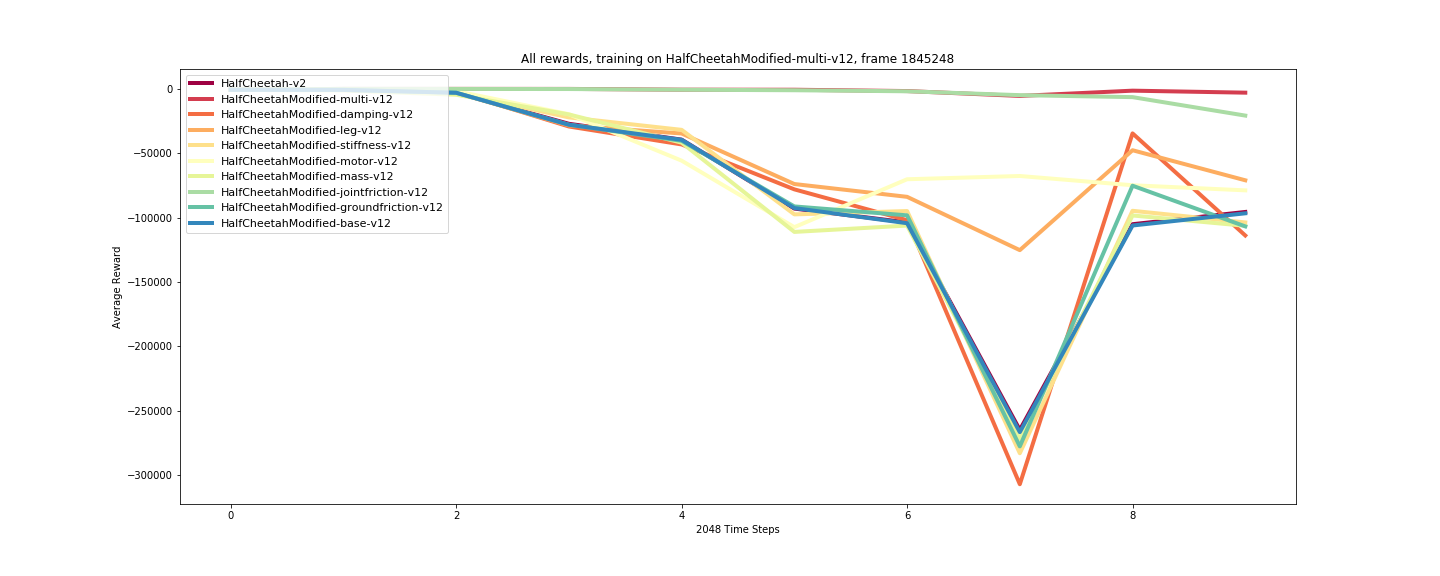 All rewards, training on HalfCheetahModified-multi-v12, frame 1845248
HalfCheetah-v2
HalfCheetahModified-multi-v12
HalfCheetahModified-damping-v12
HalfCheetahModified-leg-v12
HalfCheetahModified-stiffness-v12
HalfCheetahModified-motor-v12
HalfCheetahModified-mass-v12
HalfCheetahModified-jointfriction-v12
HalfCheetahModified-groundfriction-v12
HalfCheetahModified-base-v12
0
−50000
−100000
−150000
−200000
−250000
−300000
Average Reward
0 2 4 6 8
2048 Time Steps